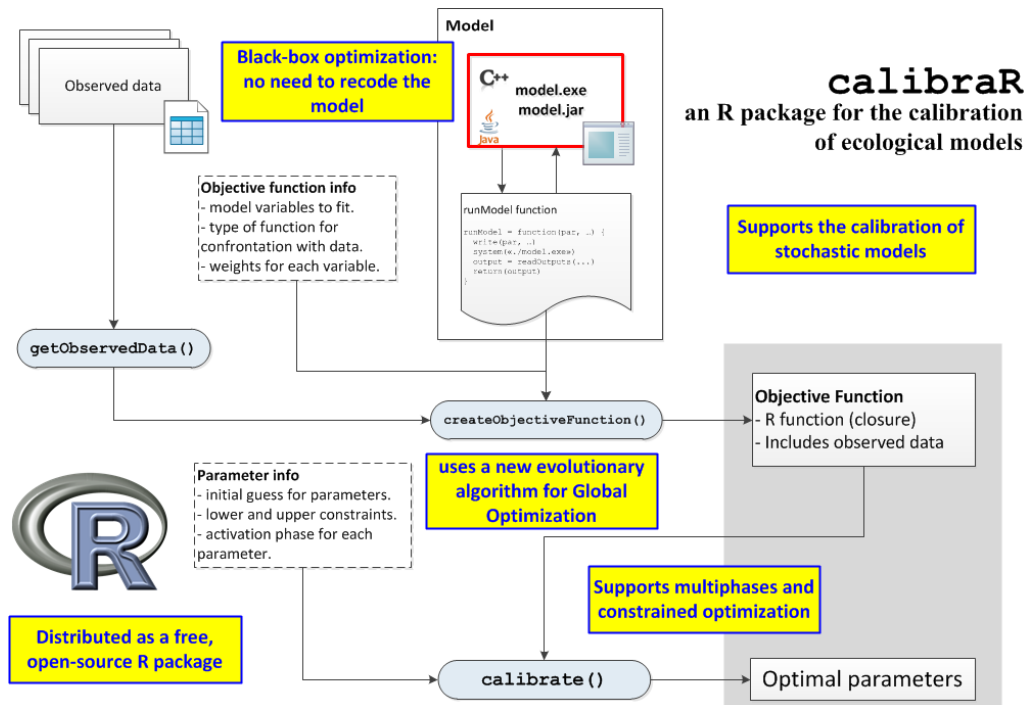 Observed data
Black-box optimization:
no need to recode the
model
Model
C++
model.exe
model.jar
Java
calibraR
an R package for the calibration
of ecological models
Objective function info
- model variables to fit.
- type of function for
confrontation with data.
- weights for each variable.
runModel function
runModel = function(par, …) {
write(par, …)
system(«./model.exe»)
output = readOutputs(...)
return(output)
}
Supports the calibration of
stochastic models
getObservedData()
createObjectiveFunction()
Objective Function
- R function (closure)
- Includes observed data
uses a new evolutionary
algorithm for Global
Optimization
Parameter info
- initial guess for parameters.
- lower and upper constraints.
- activation phase for each
parameter.
R
Supports multiphases and
constrained optimization
Distributed as a free,
open-source R package
calibrate()
Optimal parameters